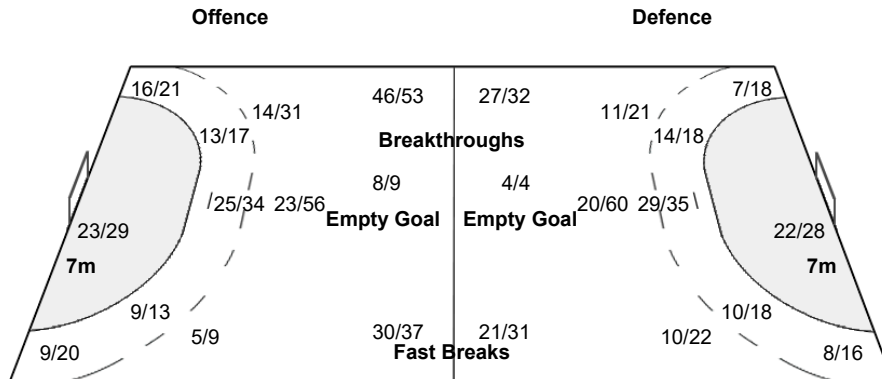 Offence Defence
16/21 46/53 27/32 7/18
14/31 11/21
13/17 Breakthroughs 14/18
8/9 4/4
25/34 23/56 20/60 29/35
Empty Goal Empty Goal
23/29 22/28
7m 7m
9/13 10/18
5/9 30/37 21/31 10/22
9/20 Fast Breaks 8/16